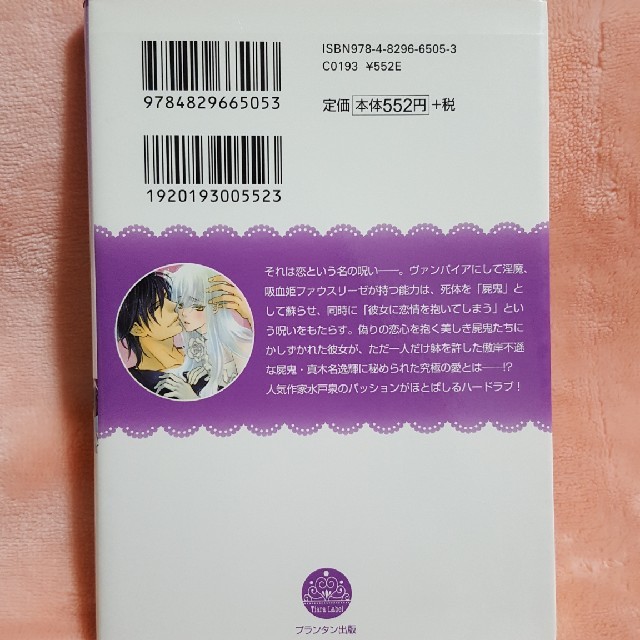 ISBN978-4-8296-6505-3
C0193 ¥552E
9784829665053
定価 本体552円 +税
1920193005523
それは恋という名の呪い――。ヴァンパイアにして淫魔、
吸血姫ファウスリーゼが持つ能力は、死体を「屍鬼」と
して蘇らせ、同時に「彼女に恋情を抱いてしまう」とい
う呪いをもたらす。偽りの恋心を抱く美しき屍鬼たちに
かしずかれた彼女が、ただ一人だけ躰を許した傲岸不遜
な屍鬼・真木名逸輝に秘められた究極の愛とは――!?
人気作家水戸泉のパッションがほとばしるハードラブ！
Tiara Label
プランタン出版